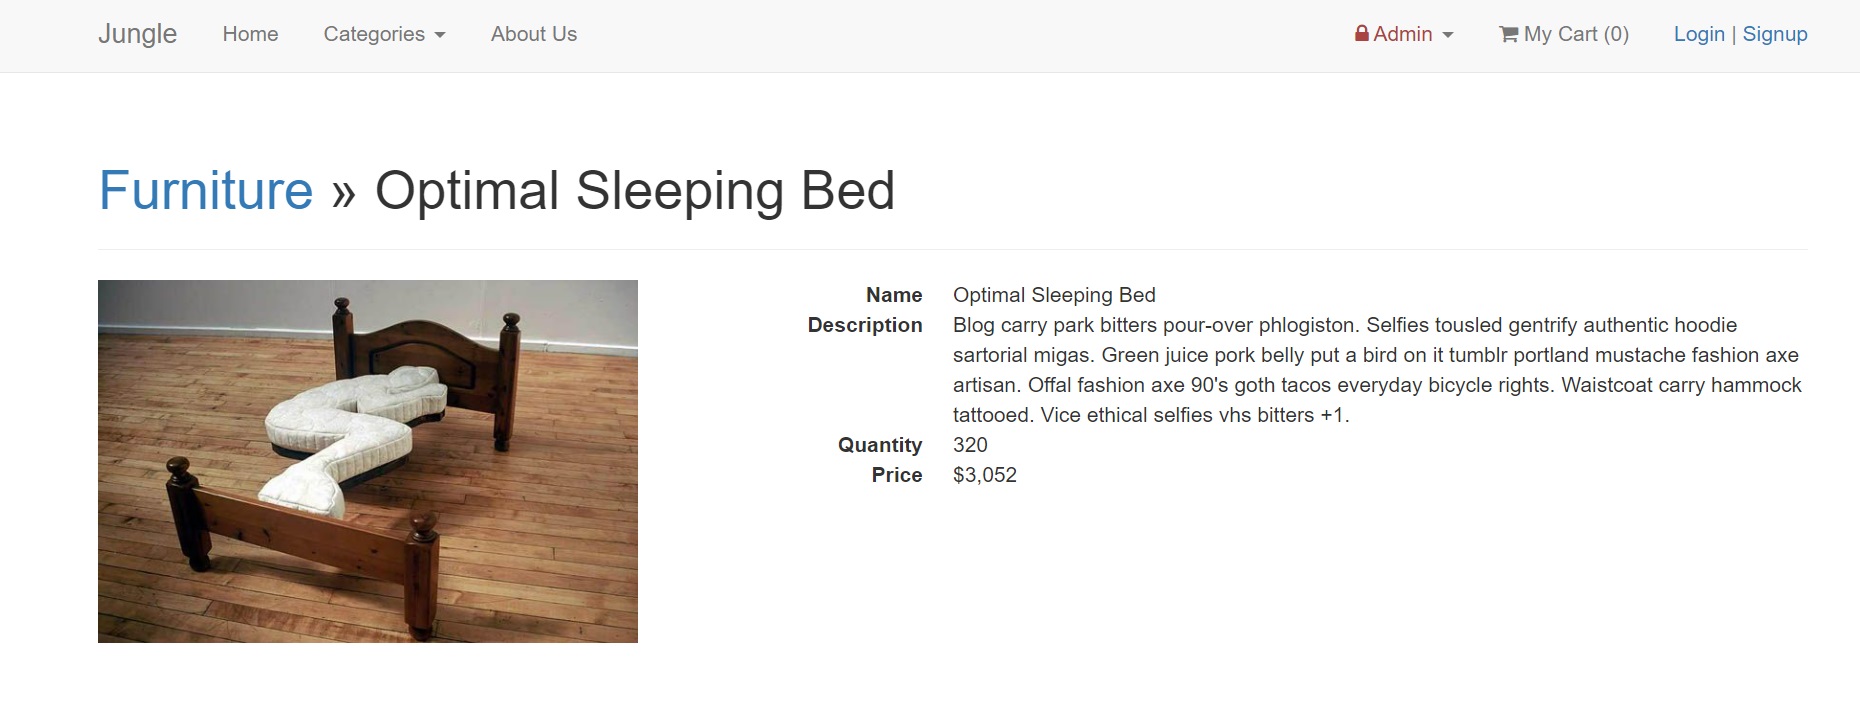 Jungle Home Categories About Us Admin My Cart (0) Login | Signup
Furniture » Optimal Sleeping Bed
Name Optimal Sleeping Bed
Description Blog carry park bitters pour-over phlogiston. Selfies tousled gentrify authentic hoodie
sartorial migas. Green juice pork belly put a bird on it tumblr portland mustache fashion axe
artisan. Offal fashion axe 90's goth tacos everyday bicycle rights. Waistcoat carry hammock
tattooed. Vice ethical selfies vhs bitters +1.
Quantity 320
Price $3,052